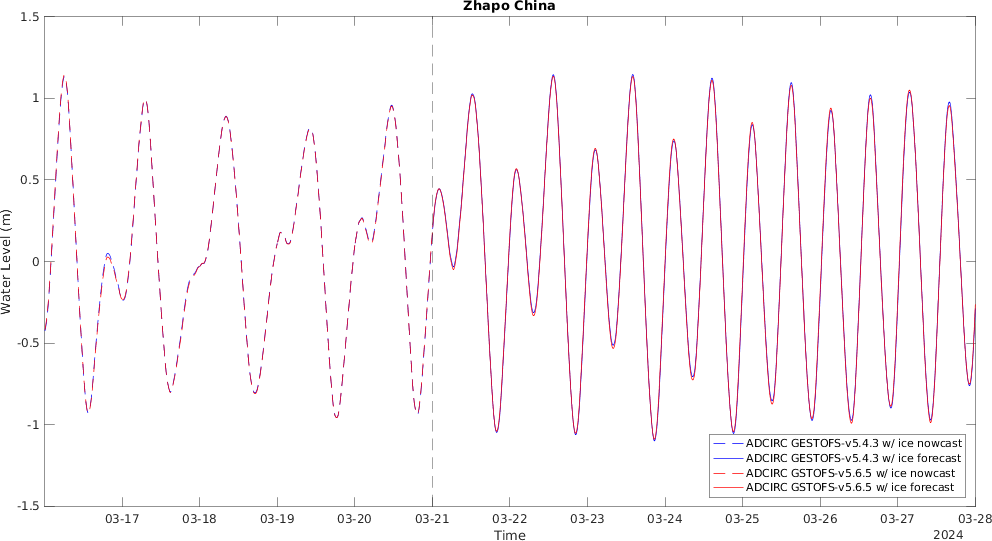 Zhapo China
1.5
1
0.5
0
-0.5
-1
-1.5
Water Level (m)
ADCIRC GESTOFS-v5.4.3 w/ ice nowcast
ADCIRC GESTOFS-v5.4.3 w/ ice forecast
ADCIRC GSTOFS-v5.6.5 w/ ice nowcast
ADCIRC GSTOFS-v5.6.5 w/ ice forecast
03-17 03-18 03-19 03-20 03-21 03-22 03-23 03-24 03-25 03-26 03-27 03-28
Time
2024